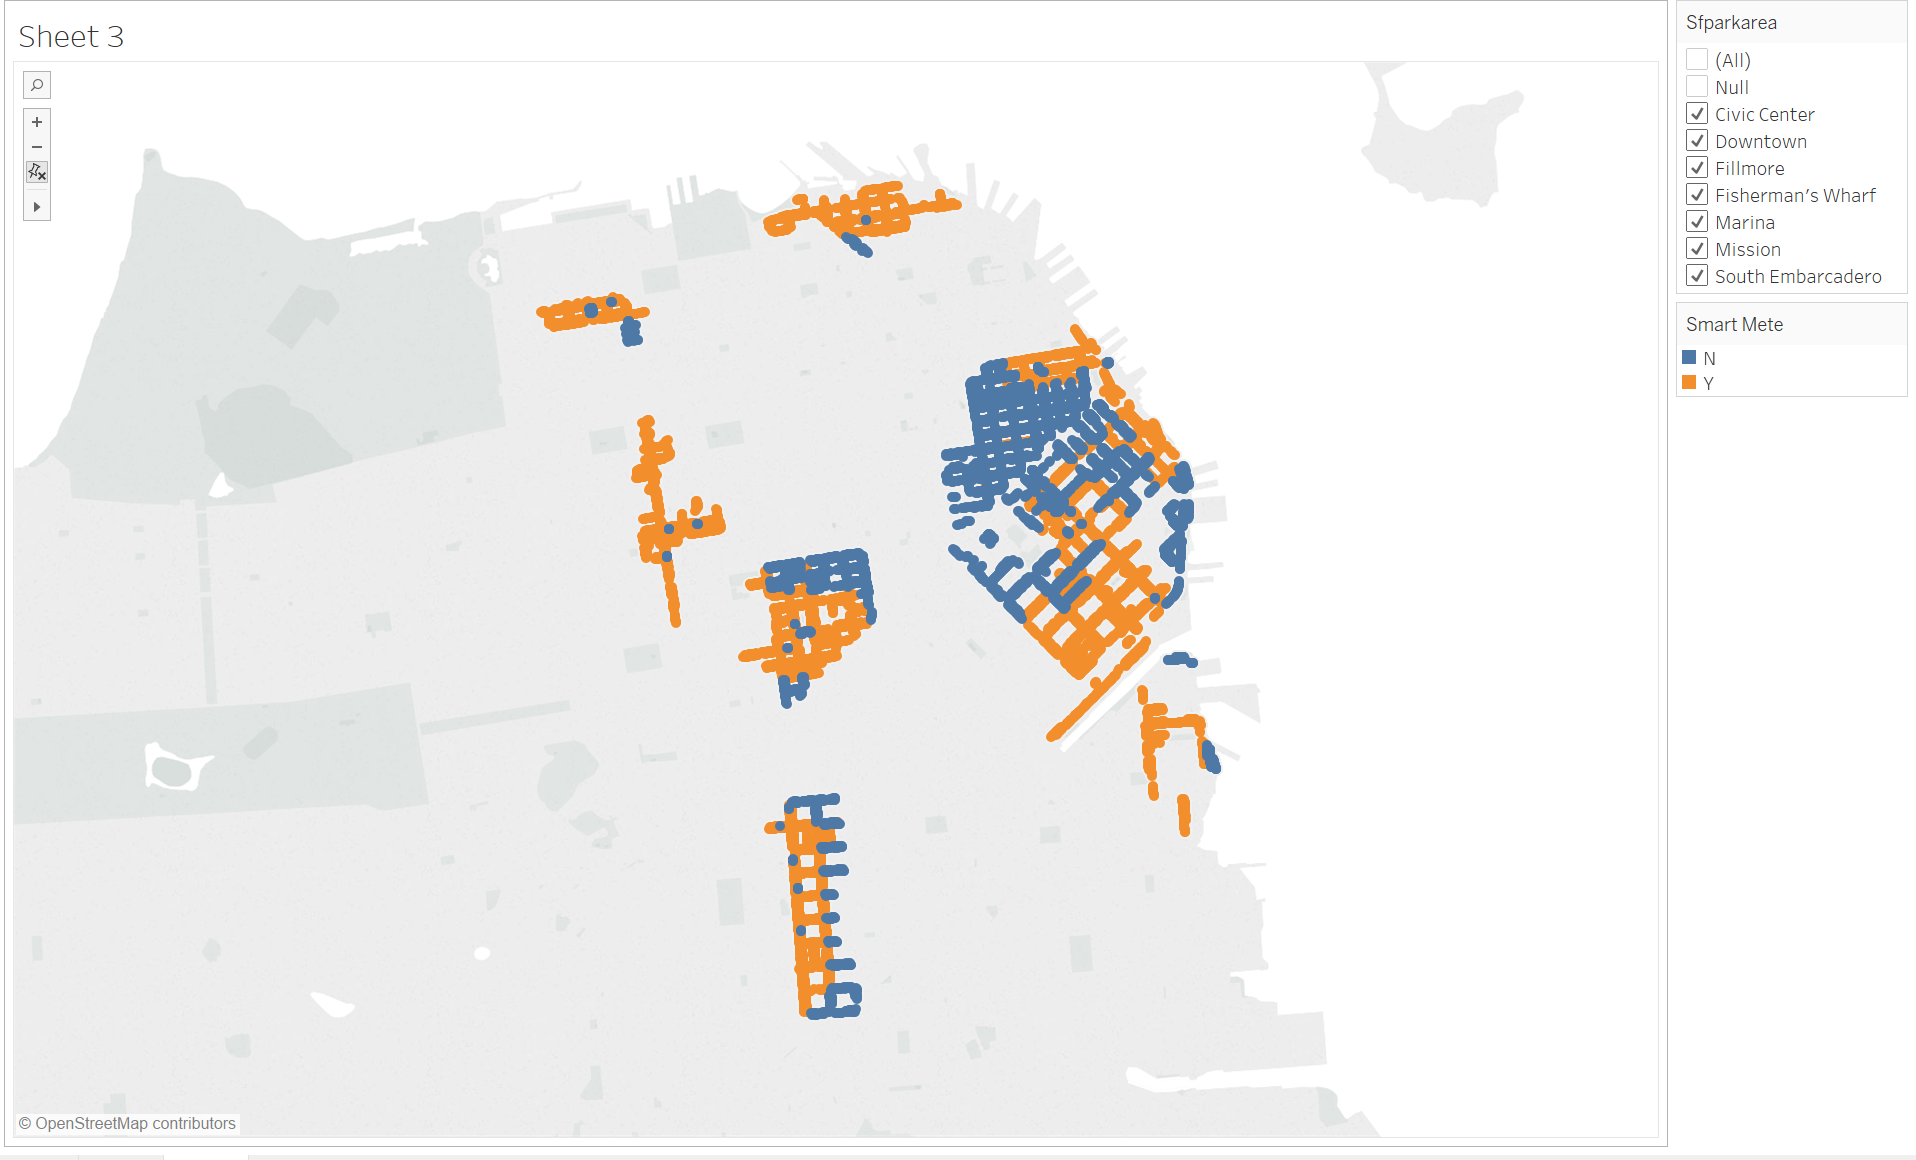 Sheet 3
© OpenStreetMap contributors
Sfparkarea
(All)
Null
Civic Center
Downtown
Fillmore
Fisherman's Wharf
Marina
Mission
South Embarcadero
Smart Mete
N
Y